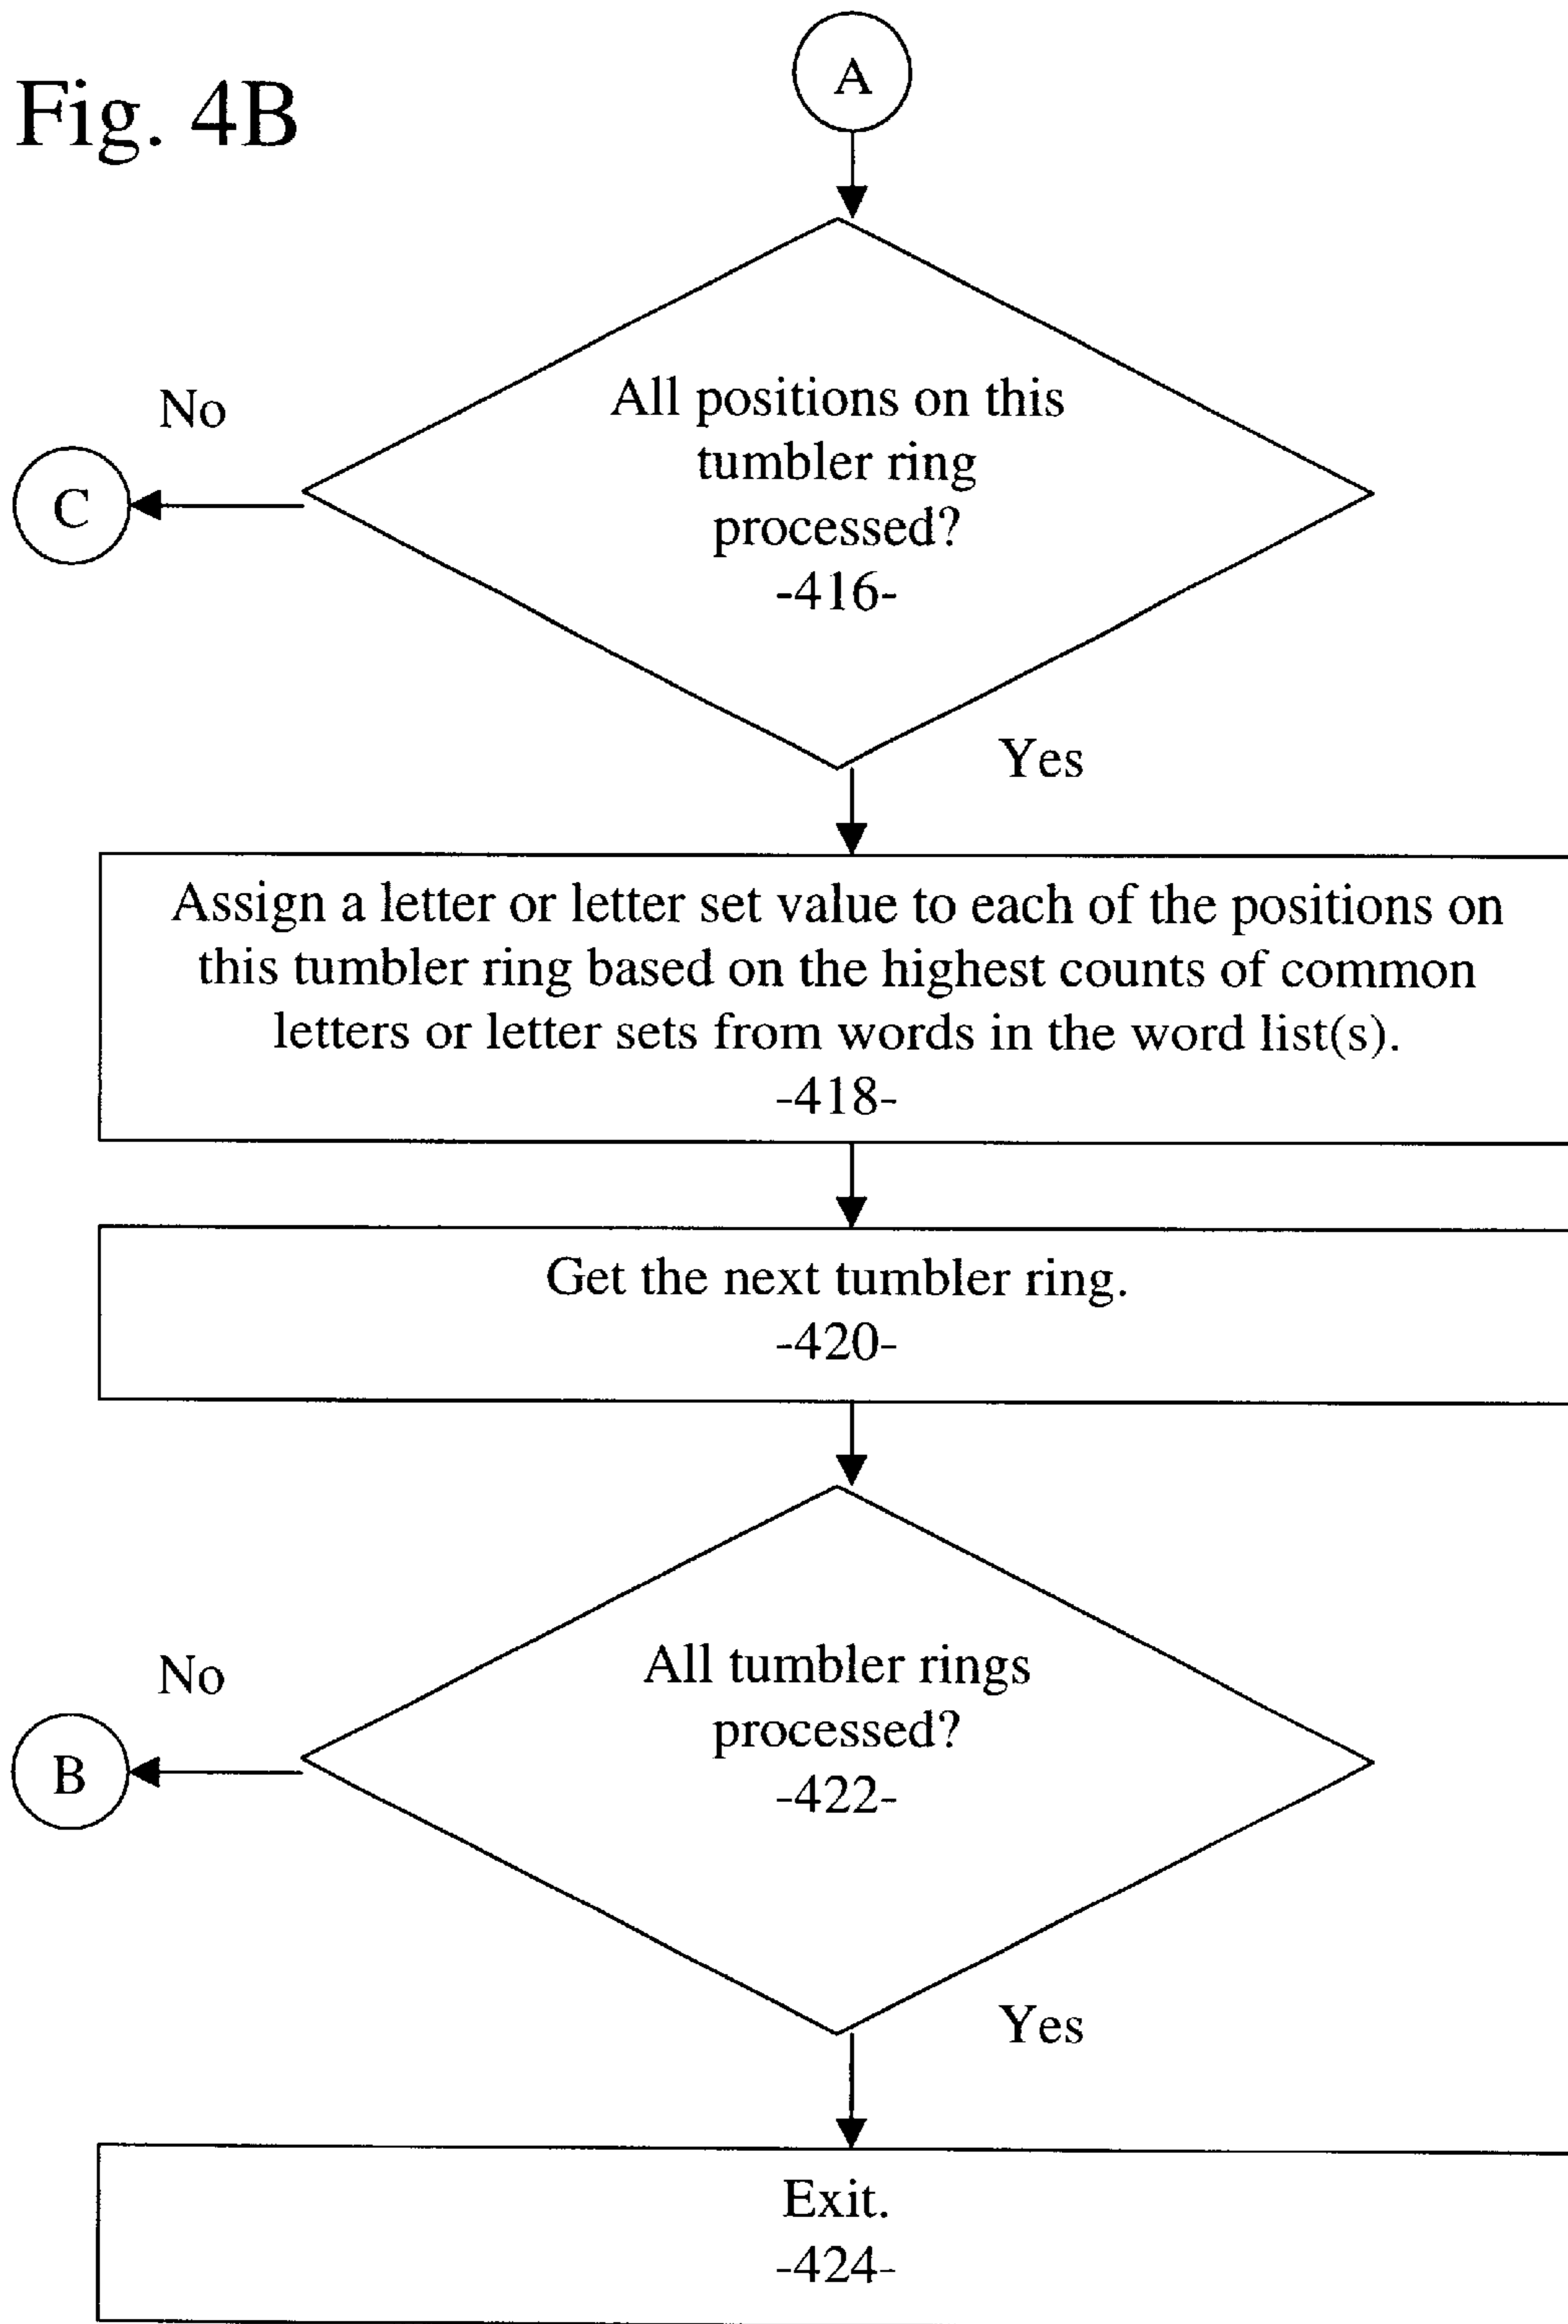 Fig. 4B
A
All positions on this
tumbler ring
processed?
-416-
No
C
Yes
Assign a letter or letter set value to each of the positions on
this tumbler ring based on the highest counts of common
letters or letter sets from words in the word list(s).
-418-
Get the next tumbler ring.
-420-
All tumbler rings
processed?
-422-
No
B
Yes
Exit.
-424-